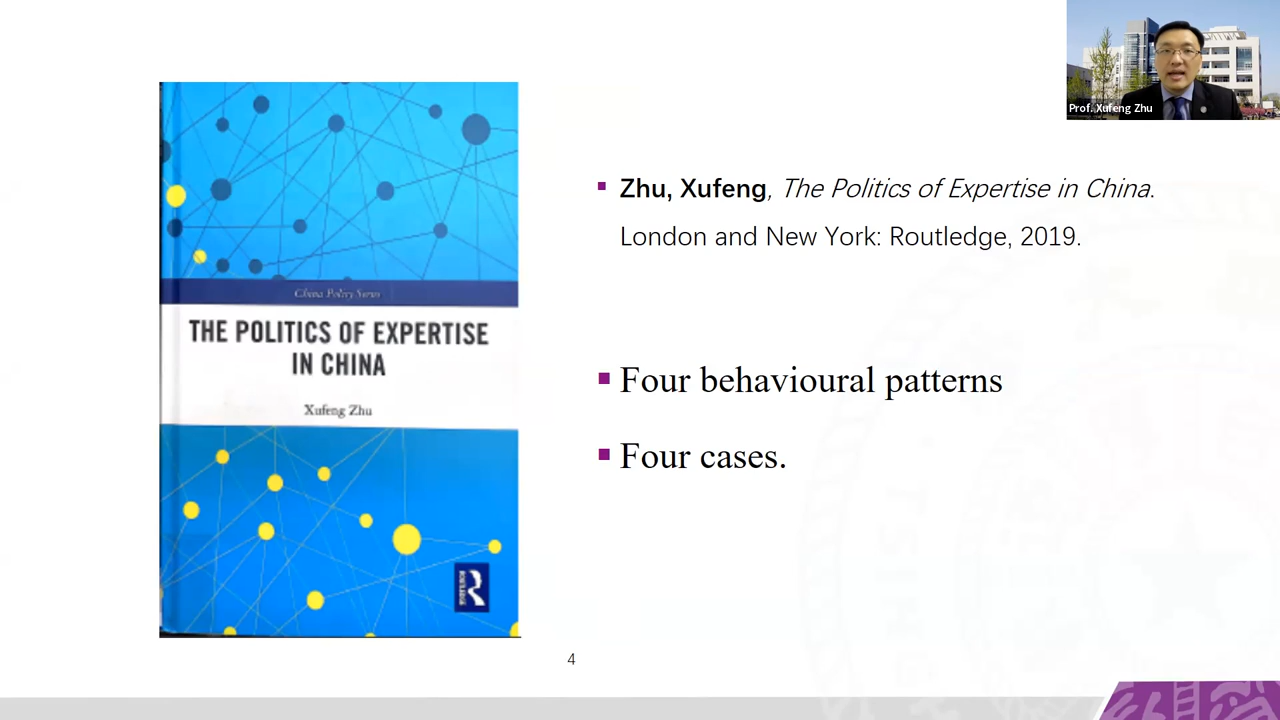 Prof. Xufeng Zhu
Zhu, Xufeng, The Politics of Expertise in China.
London and New York: Routledge, 2019.
China Policy Series
THE POLITICS OF EXPERTISE
IN CHINA
Xufeng Zhu
Four behavioural patterns
Four cases.
ROUTLEDGE
4